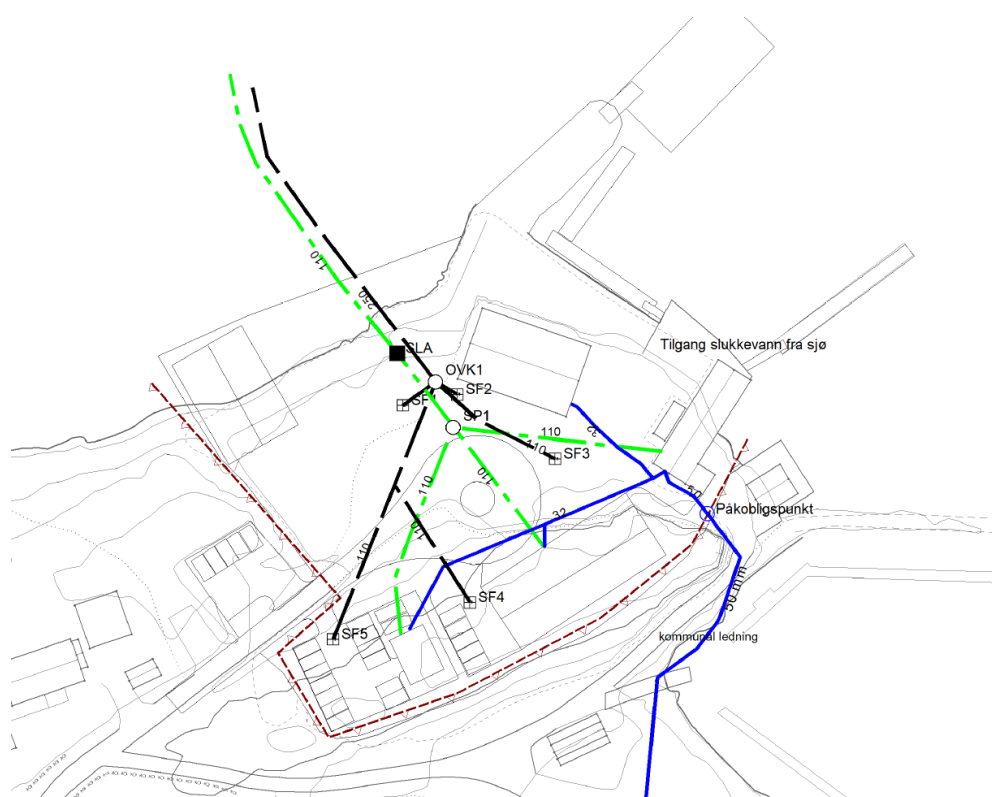 110
250
SLA
OVK1
SF1
SF2
SP1
Tilgang slukkevann fra sjø
110
32
110
SF3
110
110
50
Påkobligspunkt
32
110
110
SF4
50 mm
SF5
kommunal ledning